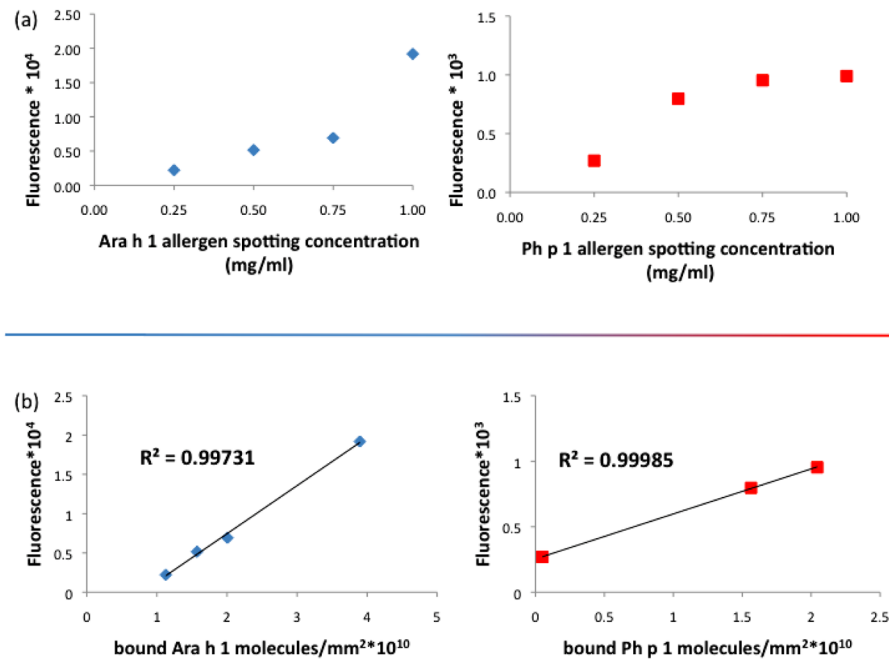 (a)
2.50
2.00
1.50
1.00
0.50
0.00
0.00 0.25 0.50 0.75 1.00
Fluorescence * 10⁴
Ara h 1 allergen spotting concentration
(mg/ml)
1.5
1.0
0.5
0.0
0.00 0.25 0.50 0.75 1.00
Fluorescence * 10³
Ph p 1 allergen spotting concentration
(mg/ml)
(b)
2.5
2
1.5
1
0.5
0
0 1 2 3 4 5
Fluorescence*10⁴
R² = 0.99731
bound Ara h 1 molecules/mm²*10¹⁰
1.5
1
0.5
0
0 0.5 1 1.5 2 2.5
Fluorescence*10³
R² = 0.99985
bound Ph p 1 molecules/mm²*10¹⁰